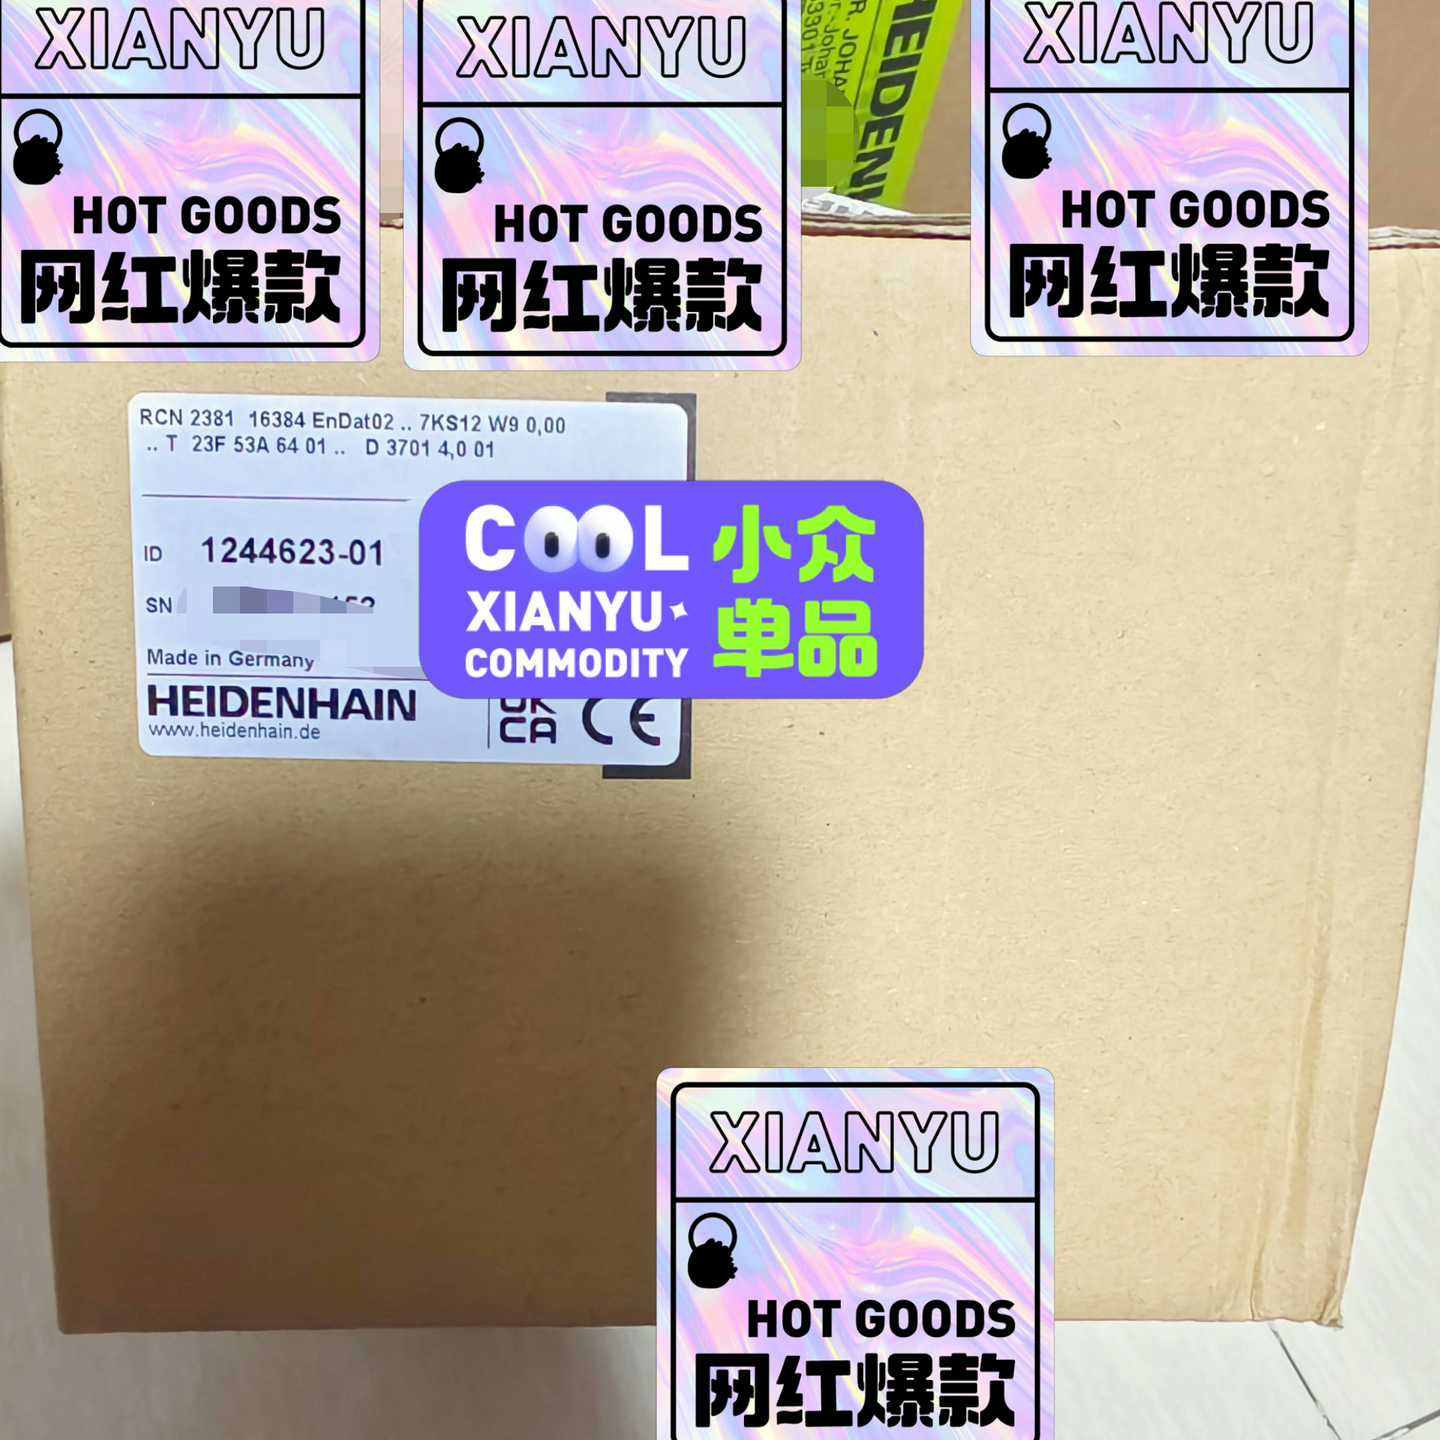 XIANYU
HOT GOODS
网红爆款
XIANYU
HOT GOODS
网红爆款
HEIDENH
XIANYU
HOT GOODS
网红爆款
RCN 2381 16384 EnDat02 .. 7KS12 W9 0,00
.. T 23F 53A 64 01 .. D 3701 4,0 01
ID 1244623-01
SN
Made in Germany
HEIDENHAIN
www.heidenhain.de
UK
CA CE
COOL
XIANYU
COMMODITY
小众
单品
XIANYU
HOT GOODS
网红爆款